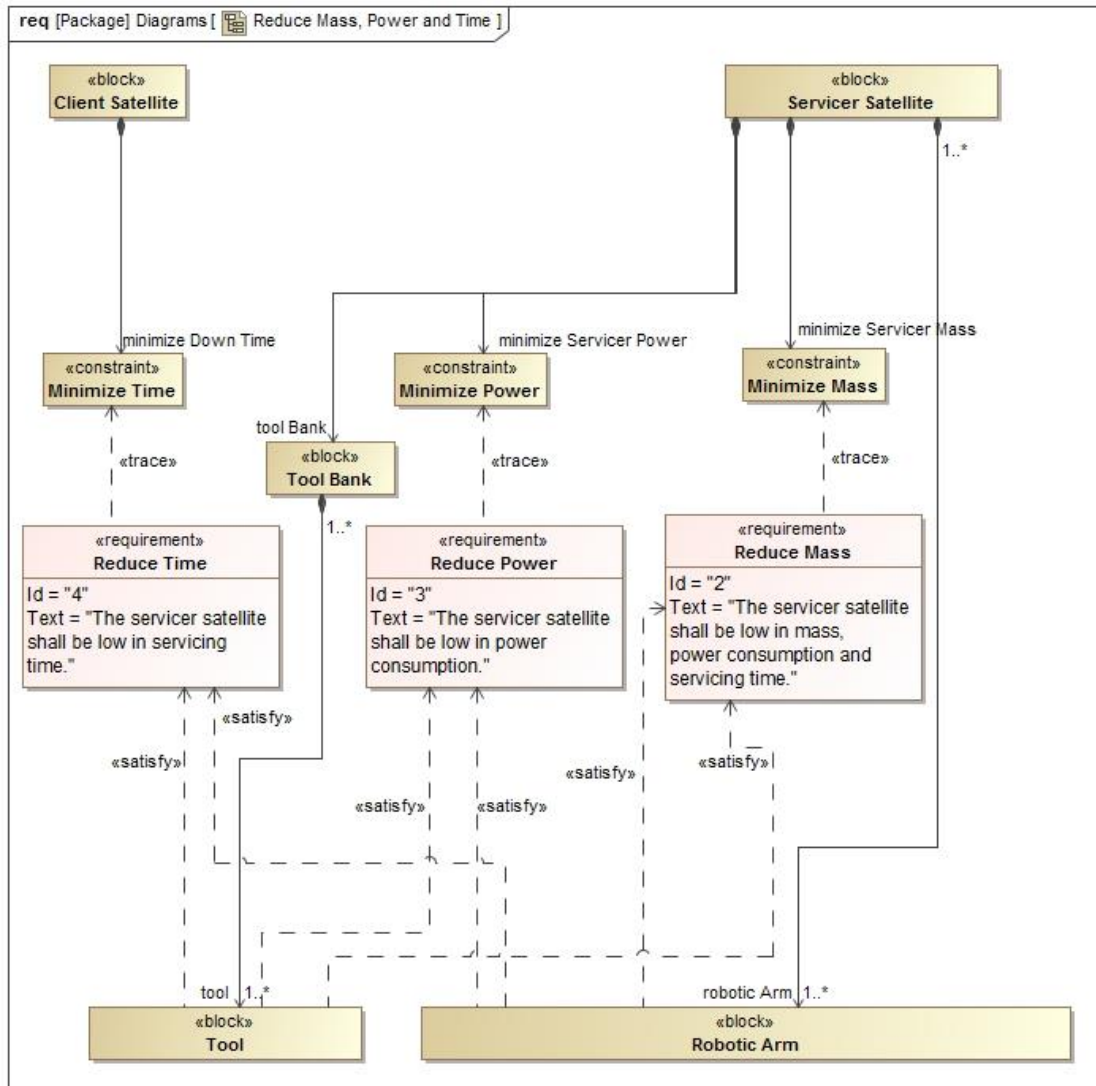 req [Package] Diagrams [ Reduce Mass, Power and Time ]
«block»
Client Satellite
«block»
Servicer Satellite
1..*
minimize Down Time
minimize Servicer Power
minimize Servicer Mass
«constraint»
Minimize Time
«constraint»
Minimize Power
«constraint»
Minimize Mass
tool Bank
«block»
Tool Bank
1..*
«trace»
«trace»
«trace»
«requirement»
Reduce Time
Id = "4"
Text = "The servicer satellite
shall be low in servicing
time."
«requirement»
Reduce Power
Id = "3"
Text = "The servicer satellite
shall be low in power
consumption."
«requirement»
Reduce Mass
Id = "2"
Text = "The servicer satellite
shall be low in mass,
power consumption and
servicing time."
«satisfy»
«satisfy»
«satisfy»
«satisfy»
«satisfy»
«satisfy»
tool 1..*
robotic Arm 1..*
«block»
Tool
«block»
Robotic Arm